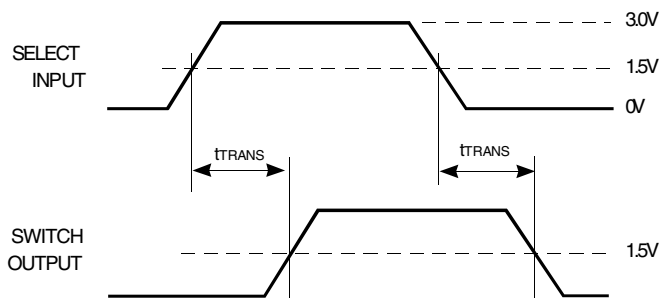 3.0V
SELECT
INPUT
1.5V
0V
tTRANS
tTRANS
SWITCH
OUTPUT
1.5V